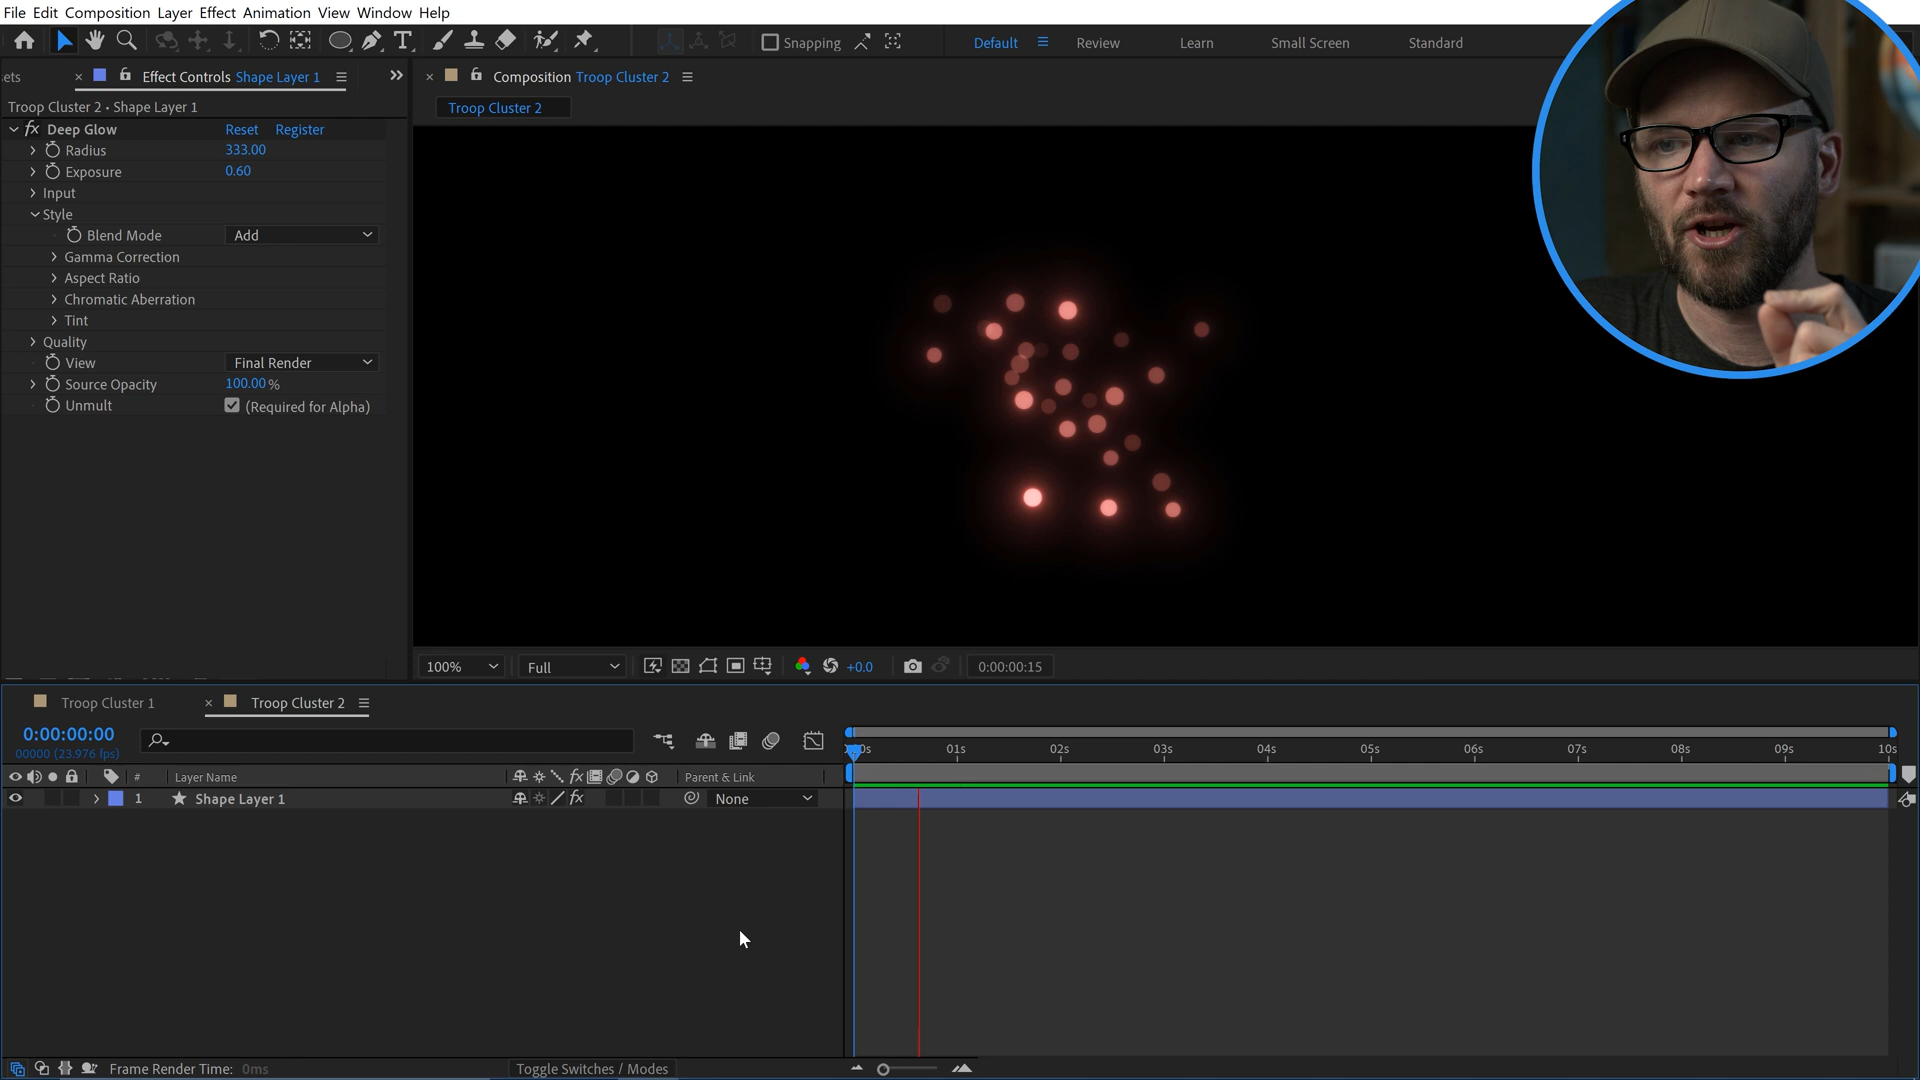 File Edit Composition Layer Effect Animation View Window Help
Snapping
Default Review Learn Small Screen Standard
ets
Effect Controls Shape Layer 1
Composition Troop Cluster 2
Troop Cluster 2 • Shape Layer 1
Troop Cluster 2
fx Deep Glow Reset Register
Radius 333.00
Exposure 0.60
Input
Style
Blend Mode Add
Gamma Correction
Aspect Ratio
Chromatic Aberration
Tint
Quality
View Final Render
Source Opacity 100.00 %
Unmult (Required for Alpha)
100% Full +0.0 0:00:00:15
Troop Cluster 1 Troop Cluster 2
0:00:00:00
00000 (23.976 fps)
01s 02s 03s 04s 05s 06s 07s 08s 09s 10s
# Layer Name fx Parent & Link
1 Shape Layer 1 fx None
Frame Render Time: 0ms Toggle Switches / Modes